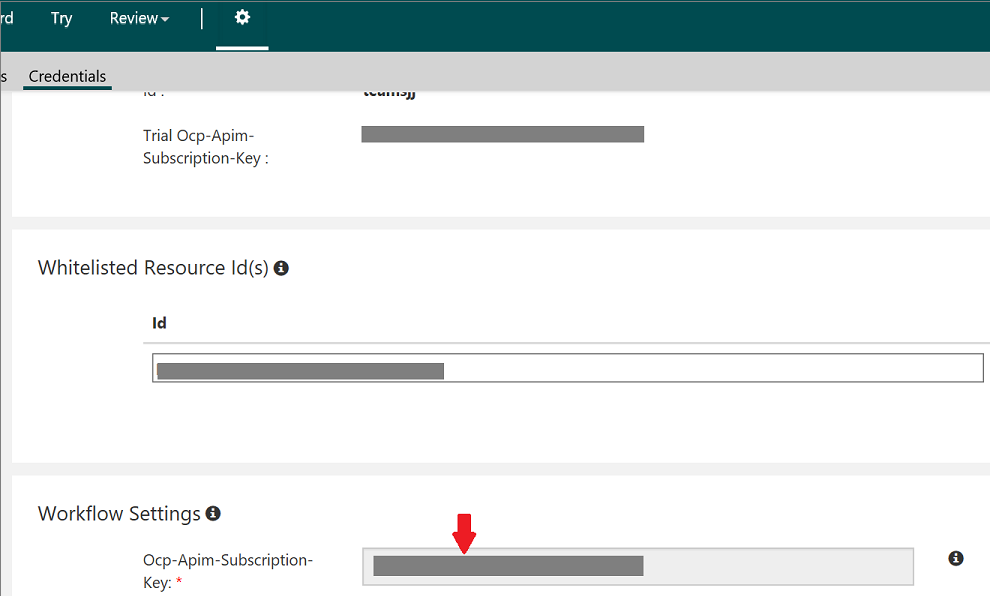 rd Try Review
s Credentials
Id :
Trial Ocp-Apim-
Subscription-Key :
Whitelisted Resource Id(s)
Id
Workflow Settings
Ocp-Apim-Subscription-
Key: *